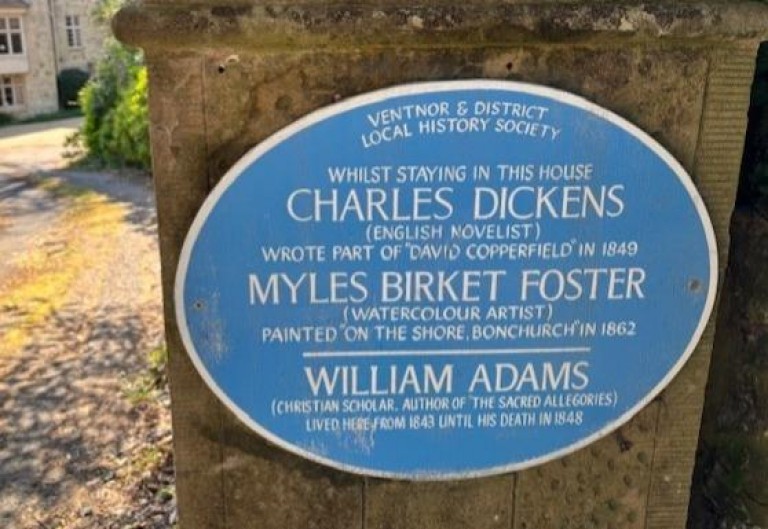 VENTNOR & DISTRICT
LOCAL HISTORY SOCIETY
WHILST STAYING IN THIS HOUSE
CHARLES DICKENS
(ENGLISH NOVELIST)
WROTE PART OF "DAVID COPPERFIELD" IN 1849
MYLES BIRKET FOSTER
(WATERCOLOUR ARTIST)
PAINTED "ON THE SHORE, BONCHURCH" IN 1862
WILLIAM ADAMS
(CHRISTIAN SCHOLAR. AUTHOR OF THE SACRED ALLEGORIES)
LIVED HERE FROM 1843 UNTIL HIS DEATH IN 1848